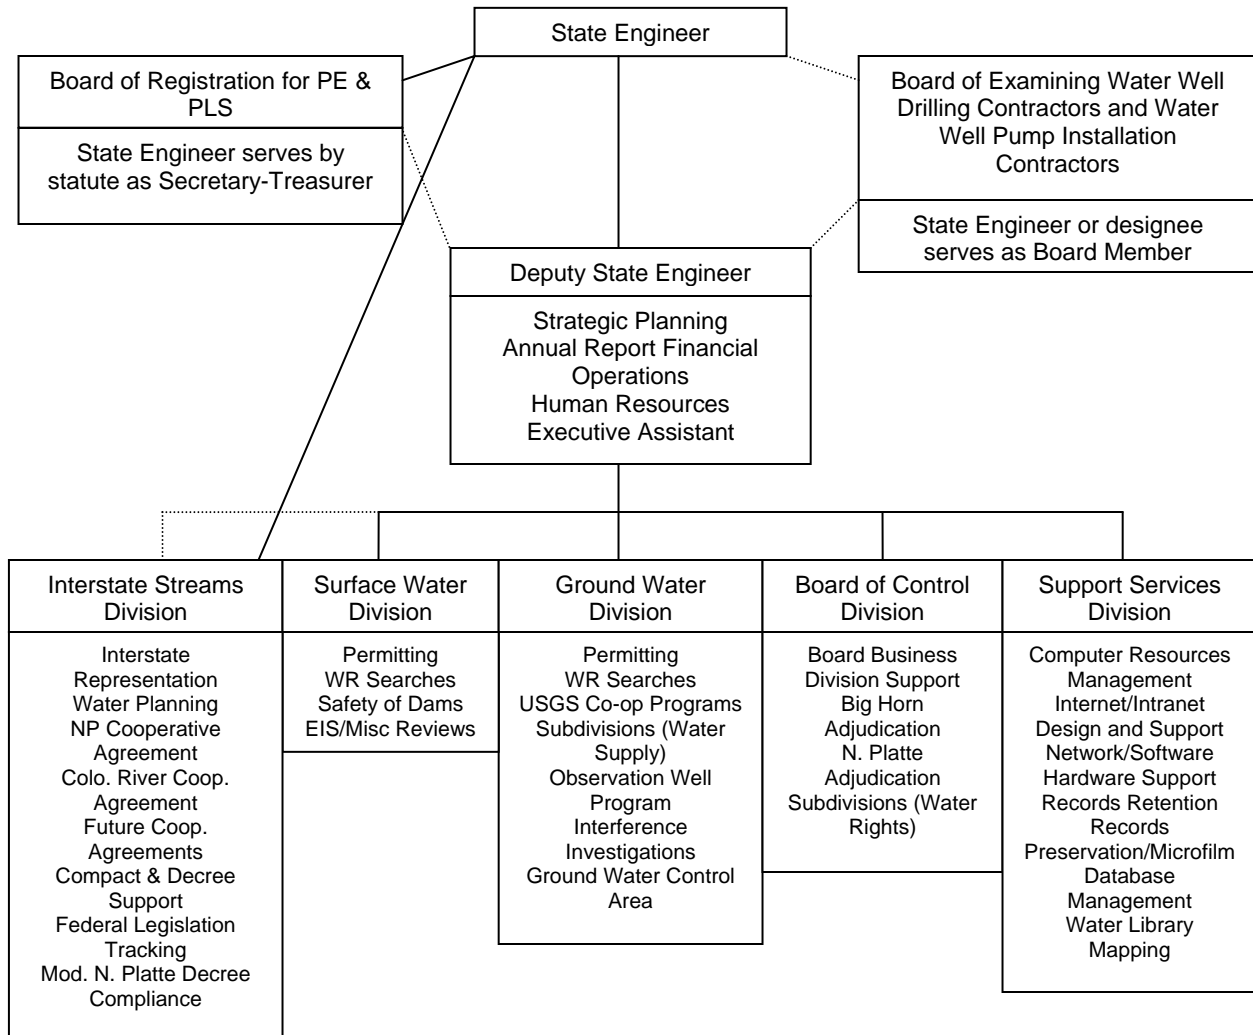 State Engineer
Board of Registration for PE &
PLS
State Engineer serves by
statute as Secretary-Treasurer
Board of Examining Water Well
Drilling Contractors and Water
Well Pump Installation
Contractors
State Engineer or designee
serves as Board Member
Deputy State Engineer
Strategic Planning
Annual Report Financial
Operations
Human Resources
Executive Assistant
Interstate Streams
Division
Interstate
Representation
Water Planning
NP Cooperative
Agreement
Colo. River Coop.
Agreement
Future Coop.
Agreements
Compact & Decree
Support
Federal Legislation
Tracking
Mod. N. Platte Decree
Compliance
Surface Water
Division
Permitting
WR Searches
Safety of Dams
EIS/Misc Reviews
Ground Water
Division
Permitting
WR Searches
USGS Co-op Programs
Subdivisions (Water
Supply)
Observation Well
Program
Interference
Investigations
Ground Water Control
Area
Board of Control
Division
Board Business
Division Support
Big Horn
Adjudication
N. Platte
Adjudication
Subdivisions (Water
Rights)
Support Services
Division
Computer Resources
Management
Internet/Intranet
Design and Support
Network/Software
Hardware Support
Records Retention
Records
Preservation/Microfilm
Database
Management
Water Library
Mapping